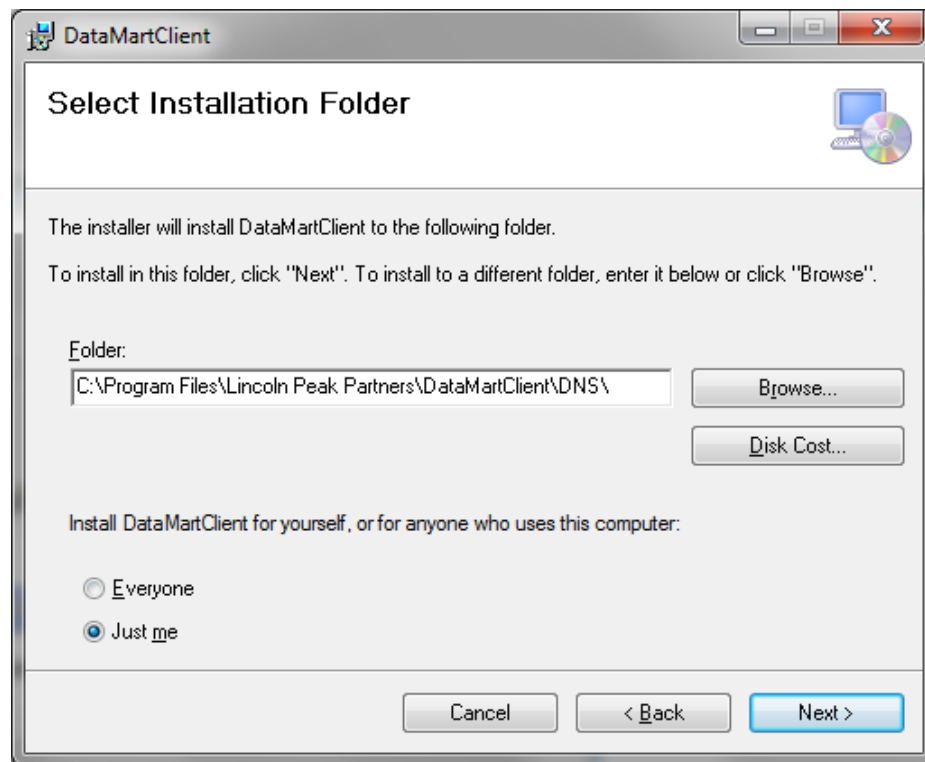 DataMartClient
Select Installation Folder
The installer will install DataMartClient to the following folder.
To install in this folder, click "Next". To install to a different folder, enter it below or click "Browse".
Folder:
C:\Program Files\Lincoln Peak Partners\DataMartClient\DNS\
Browse...
Disk Cost...
Install DataMartClient for yourself, or for anyone who uses this computer:
Everyone
Just me
Cancel
< Back
Next >